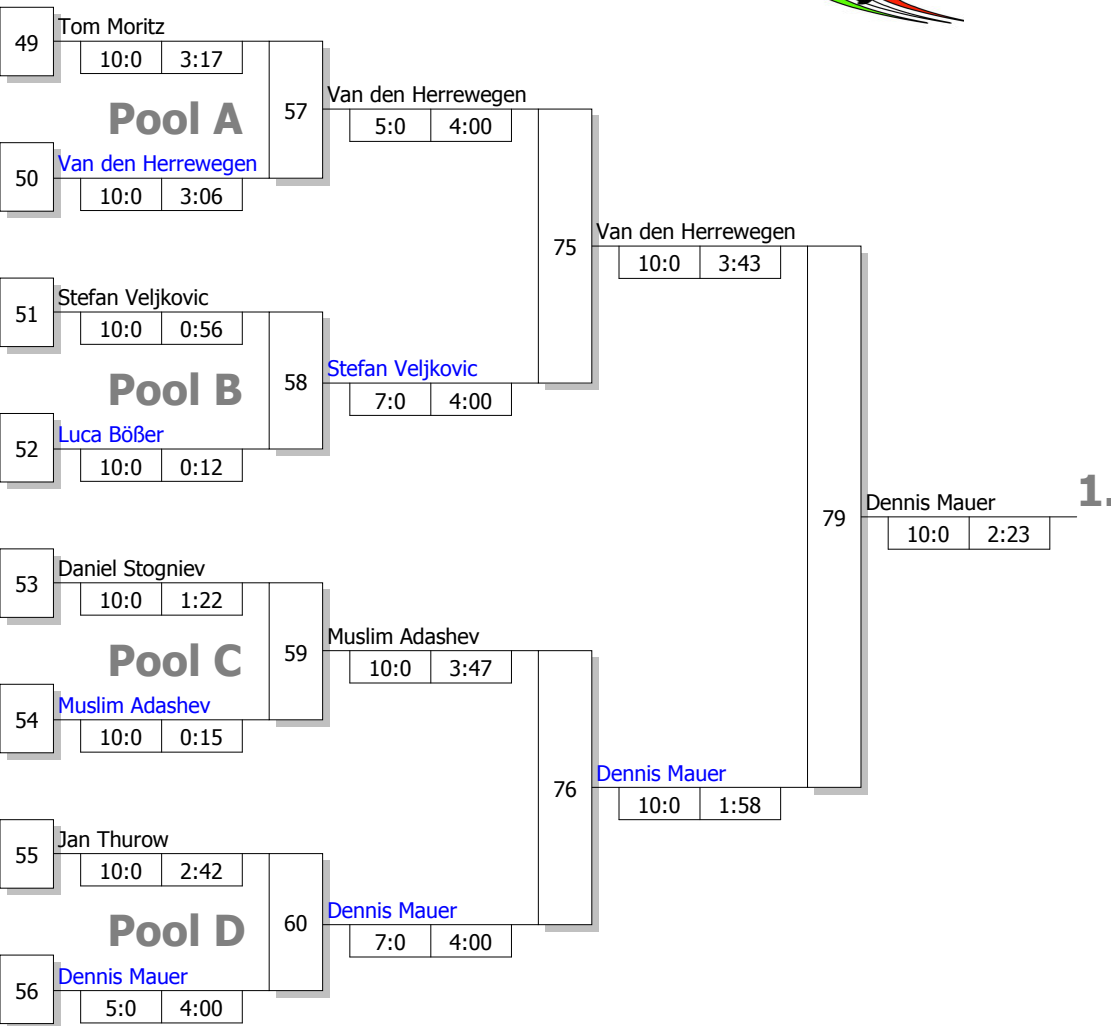 49 Tom Moritz
10:0 3:17
Pool A 57 Van den Herrewegen
5:0 4:00
50 Van den Herrewegen
10:0 3:06
75 Van den Herrewegen
10:0 3:43
51 Stefan Veljkovic
10:0 0:56
Pool B 58 Stefan Veljkovic
7:0 4:00
52 Luca Bößer
10:0 0:12
79 Dennis Mauer 1.
10:0 2:23
53 Daniel Stogniev
10:0 1:22
Pool C 59 Muslim Adashev
10:0 3:47
54 Muslim Adashev
10:0 0:15
76 Dennis Mauer
10:0 1:58
55 Jan Thurow
10:0 2:42
Pool D 60 Dennis Mauer
7:0 4:00
56 Dennis Mauer
5:0 4:00